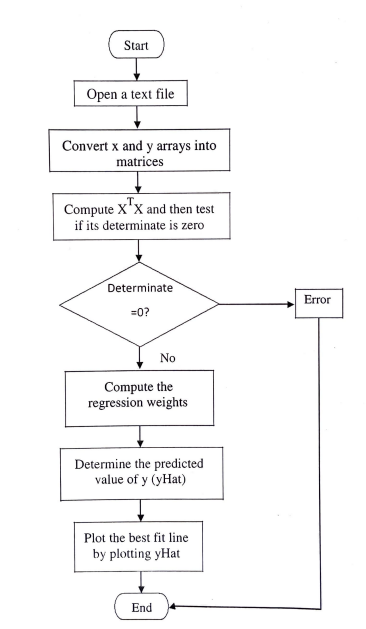 Start
Open a text file
Convert x and y arrays into
matrices
Compute XᵀX and then test
if its determinate is zero
Determinate
=0?
Error
No
Compute the
regression weights
Determine the predicted
value of y (yHat)
Plot the best fit line
by plotting yHat
End